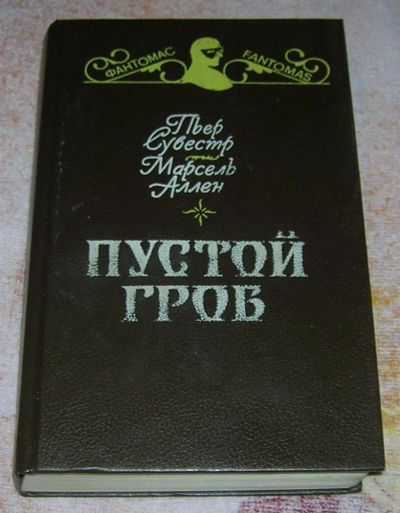 ФАНТОМАС FANTOMAS
Пьер
Сувестр
Марсель
Аллен
ПУСТОЙ
ГРОБ